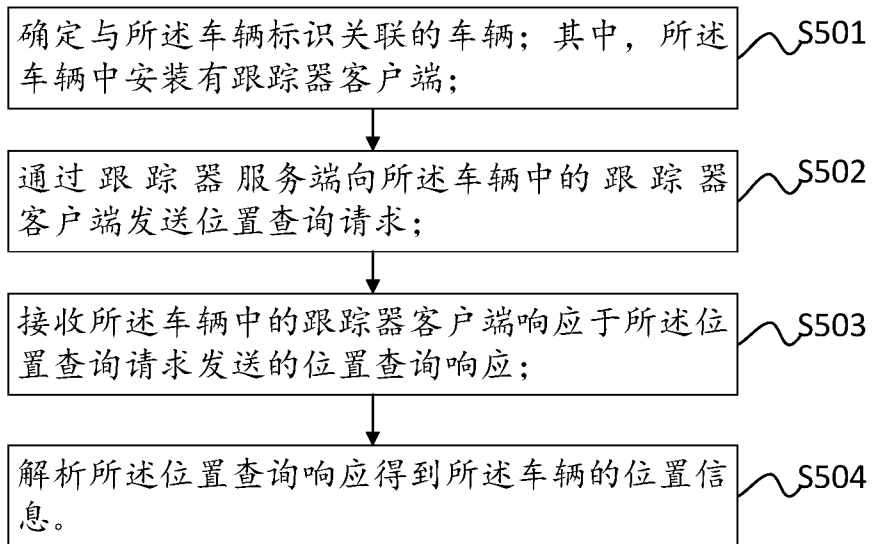 确定与所述车辆标识关联的车辆；其中，所述
车辆中安装有跟踪器客户端；
S501
通过跟踪器服务端向所述车辆中的跟踪器
客户端发送位置查询请求；
S502
接收所述车辆中的跟踪器客户端响应于所述位
置查询请求发送的位置查询响应；
S503
解析所述位置查询响应得到所述车辆的位置信
息。
S504